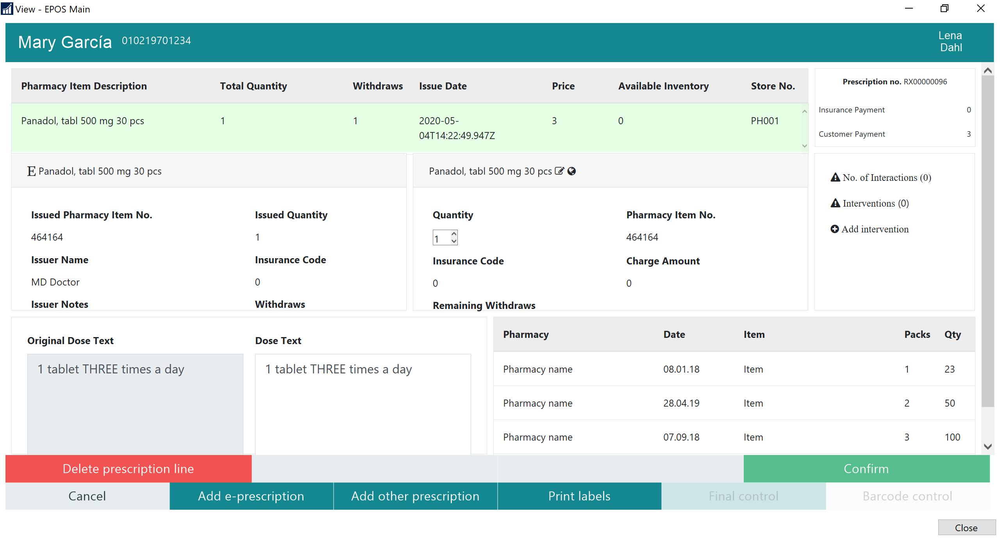 View - EPOS Main
Mary García 010219701234
Lena
Dahl
Pharmacy Item Description Total Quantity Withdraws Issue Date Price Available Inventory Store No.
Panadol, tabl 500 mg 30 pcs 1 1 2020-05- 3 0 PH001
04T14:22:49.947Z
Prescription no. RX00000096
Insurance Payment 0
Customer Payment 3
E Panadol, tabl 500 mg 30 pcs
Issued Pharmacy Item No. Issued Quantity
464164 1
Issuer Name Insurance Code
MD Doctor 0
Issuer Notes Withdraws
Panadol, tabl 500 mg 30 pcs
Quantity Pharmacy Item No.
1 464164
Insurance Code Charge Amount
0 0
Remaining Withdraws
No. of Interactions (0)
Interventions (0)
Add intervention
Original Dose Text Dose Text
1 tablet THREE times a day 1 tablet THREE times a day
Pharmacy Date Item Packs Qty
Pharmacy name 08.01.18 Item 1 23
Pharmacy name 28.04.19 Item 2 50
Pharmacy name 07.09.18 Item 3 100
Delete prescription line Confirm
Cancel Add e-prescription Add other prescription Print labels Final control Barcode control
Close